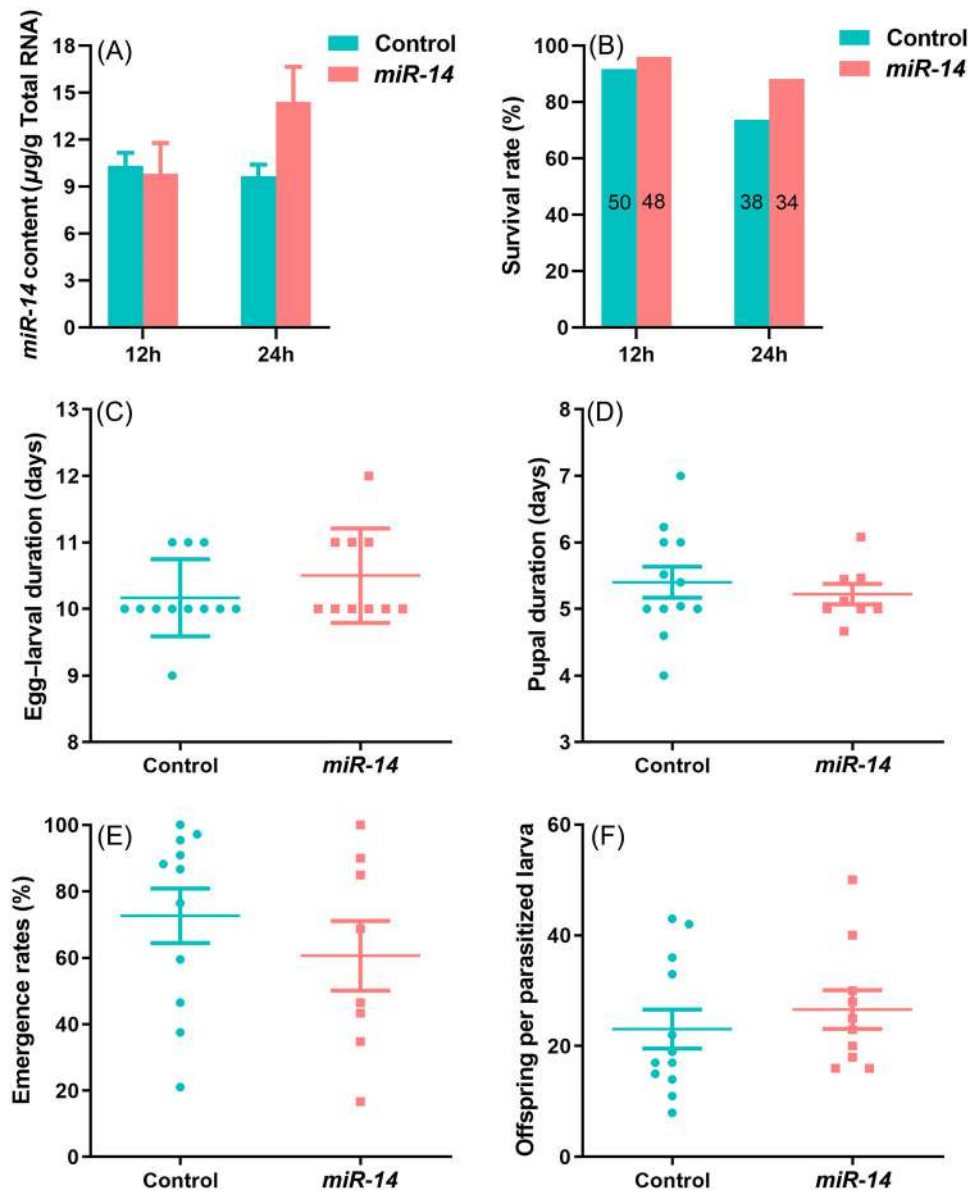 (A)
Control
miR-14
miR-14 content (µg/g Total RNA)
18
15
12
9
6
3
0
12h
24h
(B)
Control
miR-14
Survival rate (%)
100
80
60
40
20
0
50
48
38
34
12h
24h
(C)
Egg–larval duration (days)
13
12
11
10
9
8
Control
miR-14
(D)
Pupal duration (days)
8
7
6
5
4
3
Control
miR-14
(E)
Emergence rates (%)
100
80
60
40
20
0
Control
miR-14
(F)
Offspring per parasitized larva
60
40
20
0
Control
miR-14